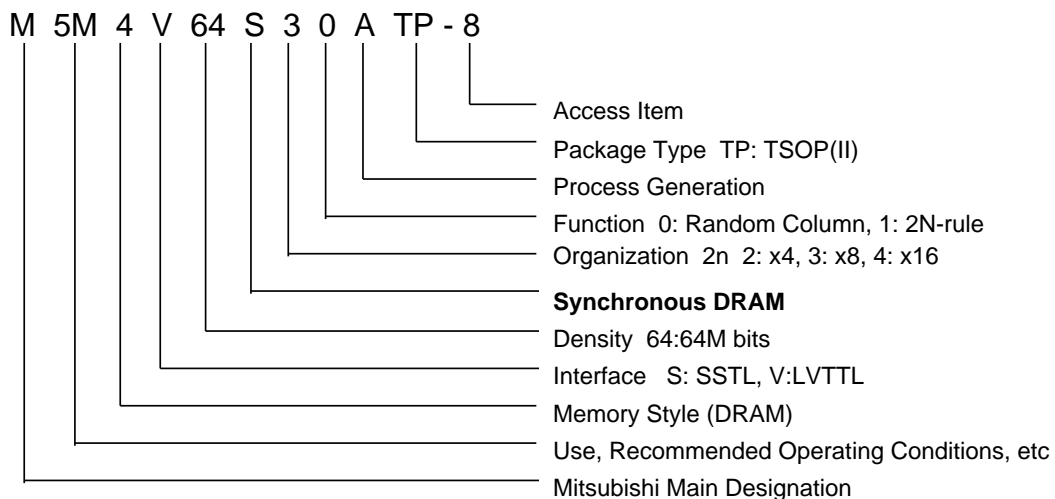 M 5M 4 V 64 S 3 0 A TP - 8
Access Item
Package Type TP: TSOP(II)
Process Generation
Function 0: Random Column, 1: 2N-rule
Organization 2n 2: x4, 3: x8, 4: x16
Synchronous DRAM
Density 64:64M bits
Interface S: SSTL, V:LVTTL
Memory Style (DRAM)
Use, Recommended Operating Conditions, etc
Mitsubishi Main Designation